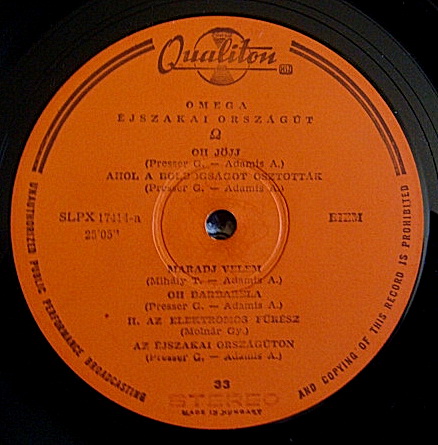 Qualiton
OMEGA
ÉJSZAKAI ORSZÁGÚT
Ω
OH JÖJJ
(Presser G. — Adamis A.)
AHOL A BOLDOGSÁGOT OSZTOTTÁK
(Presser G. — Adamis A.)
SLPX 17414-a
BIEM
MARADJ VELEM
(Mihály T. — Adamis A.)
OH BARBARELA
(Presser G. — Adamis A.)
H. AZ ELEKTROMOS FŰRÉSZ
(Molnár Gy.)
AZ ÉJSZAKAI ORSZÁGÚTON
(Presser G. — Adamis A.)
33
STEREO
MADE IN HUNGARY
UNAUTHORIZED PUBLIC PERFORMANCE BROADCASTING
AND COPYING OF THIS RECORD IS PROHIBITED